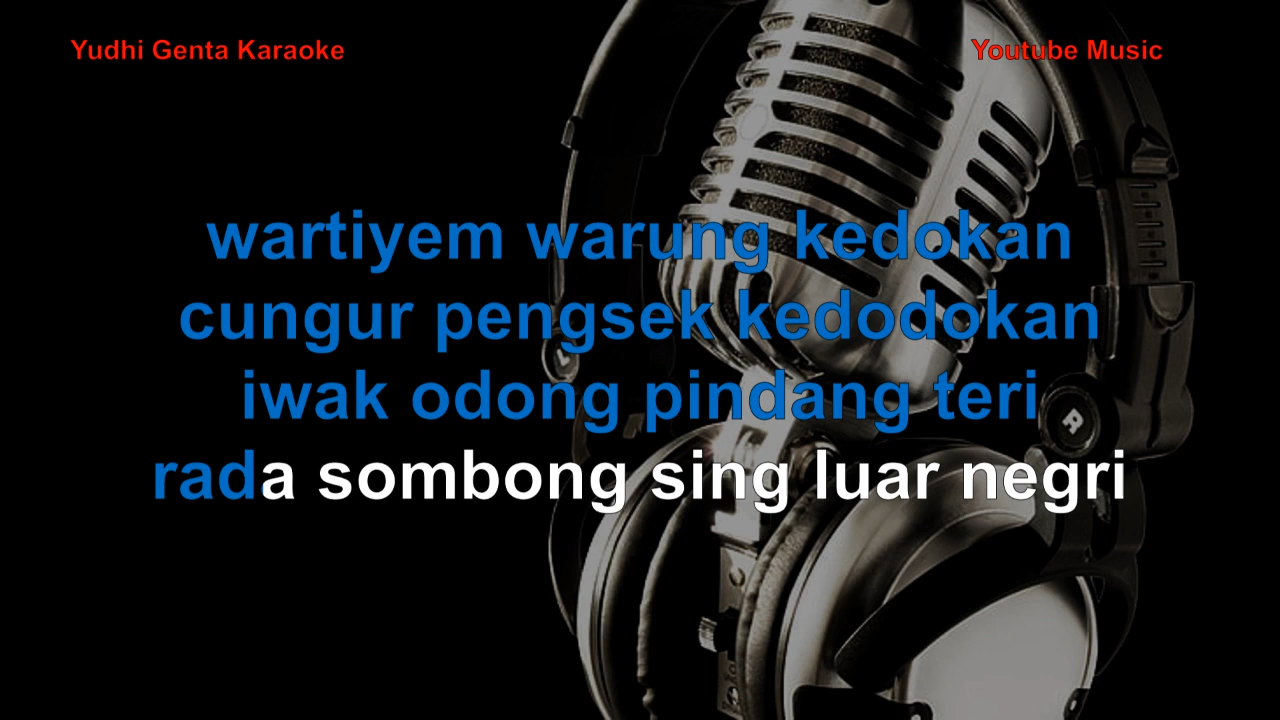 Yudhi Genta Karaoke
Youtube Music
wartiyem warung kedokan
cungur pengsek kedodokan
iwak odong pindang teri
rada sombong sing luar negri
L
R